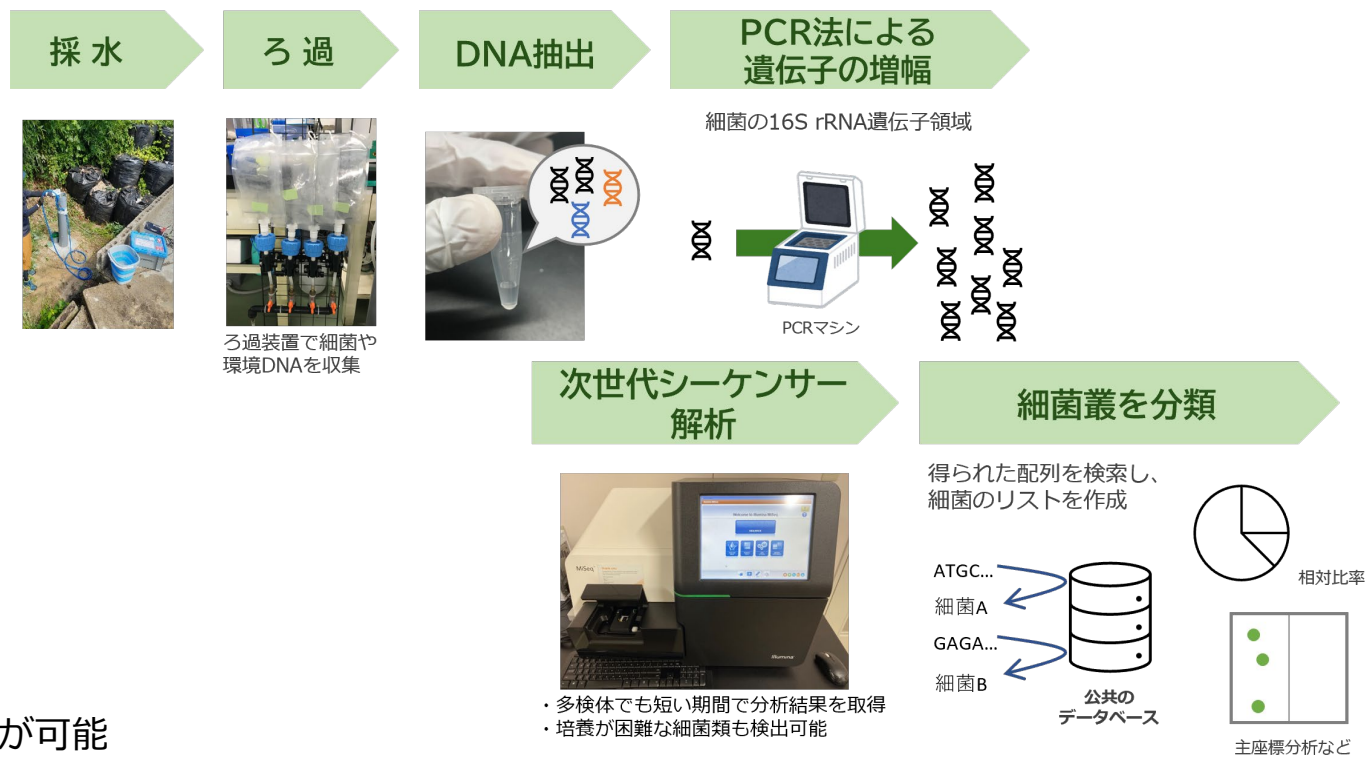 採 水
ろ 過
DNA抽出
PCR法による
遺伝子の増幅
細菌の16S rRNA遺伝子領域
PCRマシン
ろ過装置で細菌や
環境DNAを収集
次世代シーケンサー
解析
MiSeq
illumina
・多検体でも短い期間で分析結果を取得
・培養が困難な細菌類も検出可能
細菌叢を分類
得られた配列を検索し、
細菌のリストを作成
ATGC...
細菌A
GAGA...
細菌B
公共の
データベース
相対比率
主座標分析など
が可能